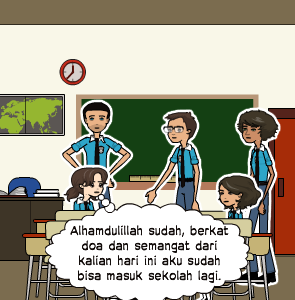 Alhamdulillah sudah, berkat
doa dan semangat dari
kalian hari ini aku sudah
bisa masuk sekolah lagi.